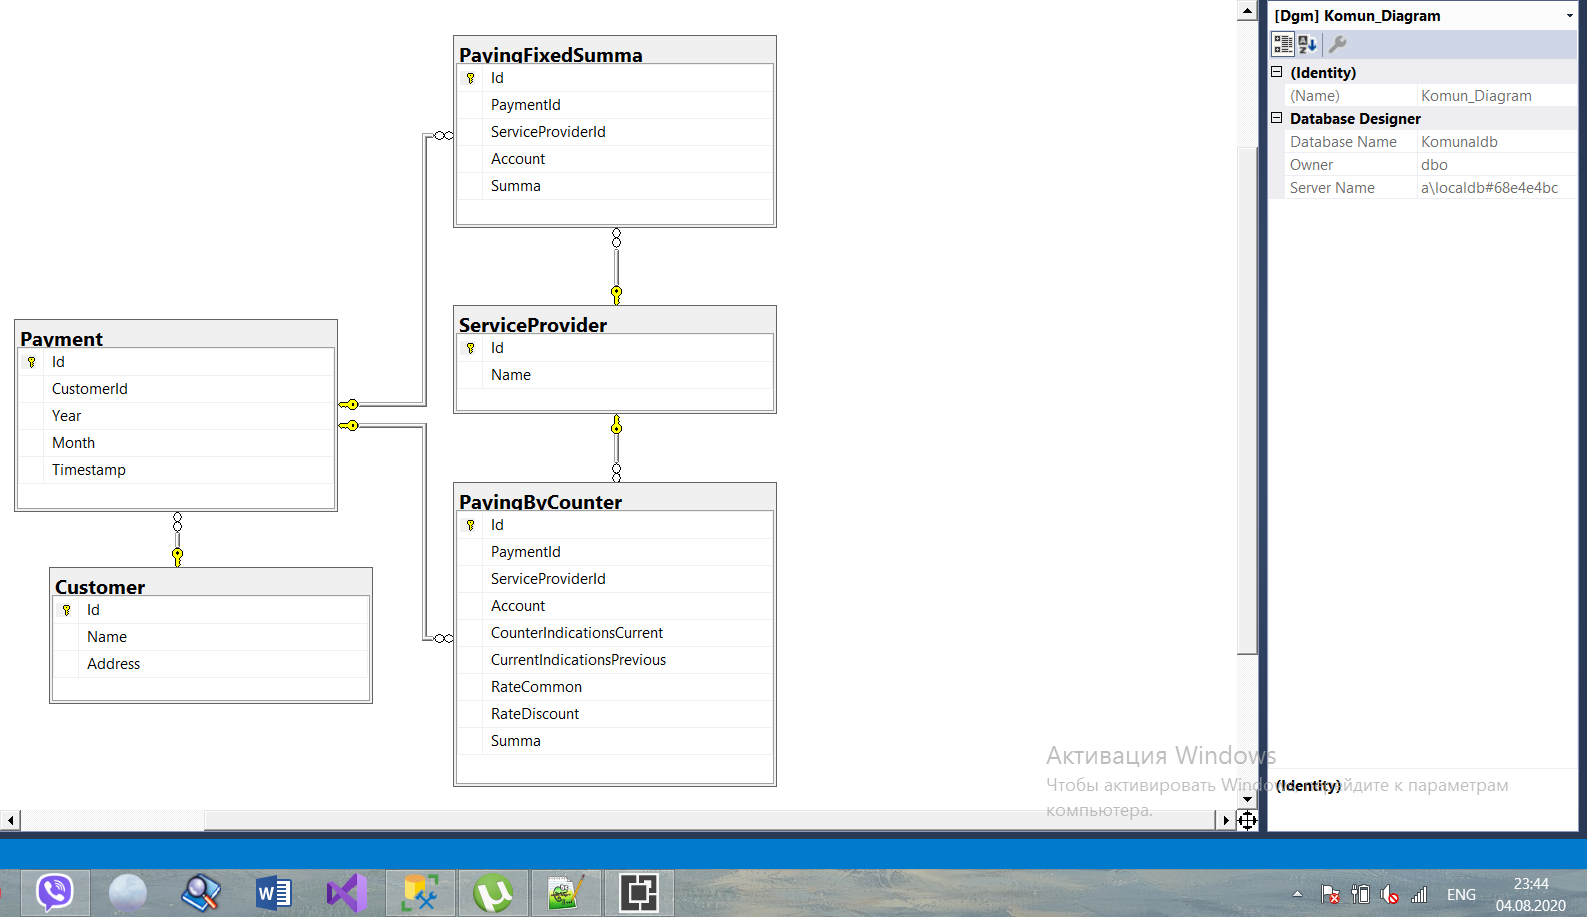 PayingFixedSumma
Id
PaymentId
ServiceProviderId
Account
Summa
ServiceProvider
Id
Name
Payment
Id
CustomerId
Year
Month
Timestamp
Customer
Id
Name
Address
PayingByCounter
Id
PaymentId
ServiceProviderId
Account
CounterIndicationsCurrent
CurrentIndicationsPrevious
RateCommon
RateDiscount
Summa
[Dgm] Komun_Diagram
(Identity)
(Name) Komun_Diagram
Database Designer
Database Name Komunaldb
Owner dbo
Server Name a\localdb#68e4e4bc
(Identity)
Активация Windows
Чтобы активировать Windows, перейдите к параметрам
компьютера.
ENG
23:44
04.08.2020